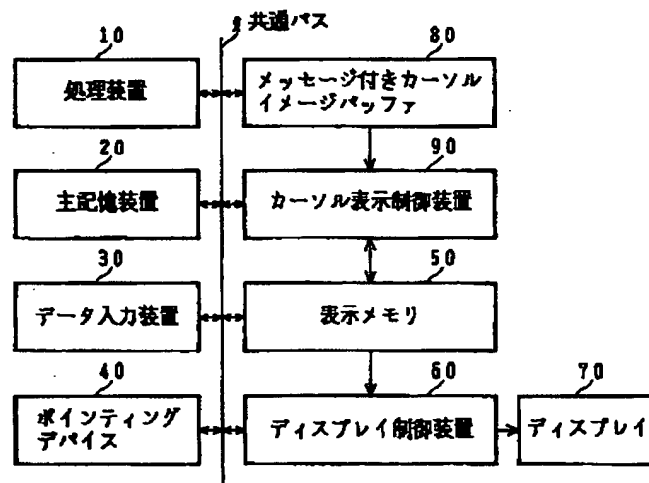 ℓ 共通バス
10
処理装置
80
メッセージ付きカーソル
イメージバッファ
20
主記憶装置
90
カーソル表示制御装置
30
データ入力装置
50
表示メモリ
40
ポインティング
デバイス
60
ディスプレイ制御装置
70
ディスプレイ